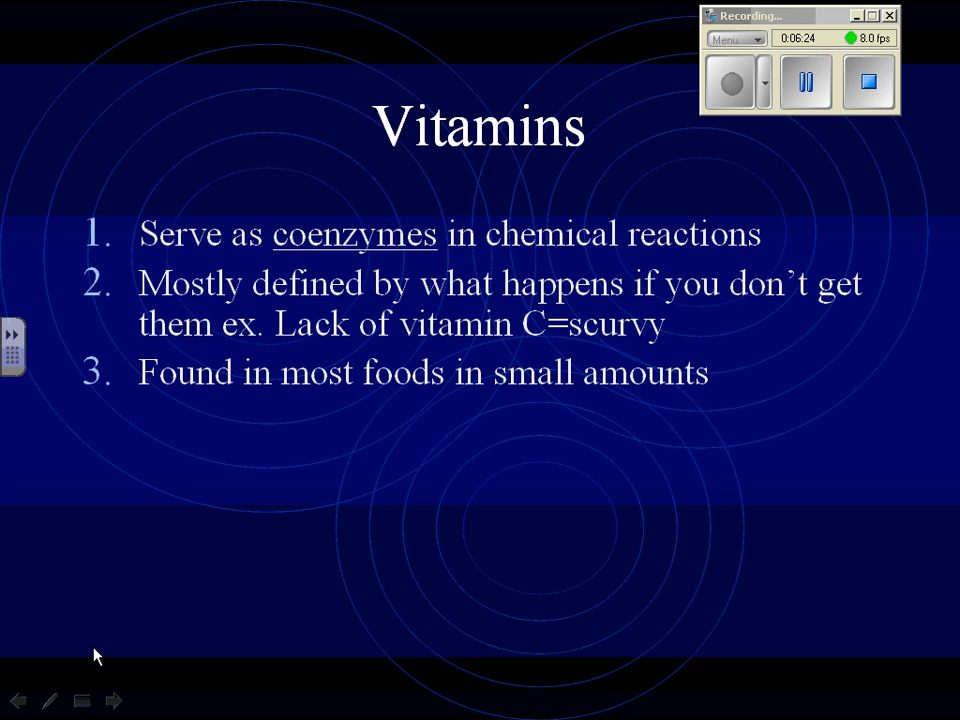 Recording...
Menu
0:06:24
8.0 fps
Vitamins
1. Serve as coenzymes in chemical reactions
2. Mostly defined by what happens if you don’t get
them ex. Lack of vitamin C=scurvy
3. Found in most foods in small amounts